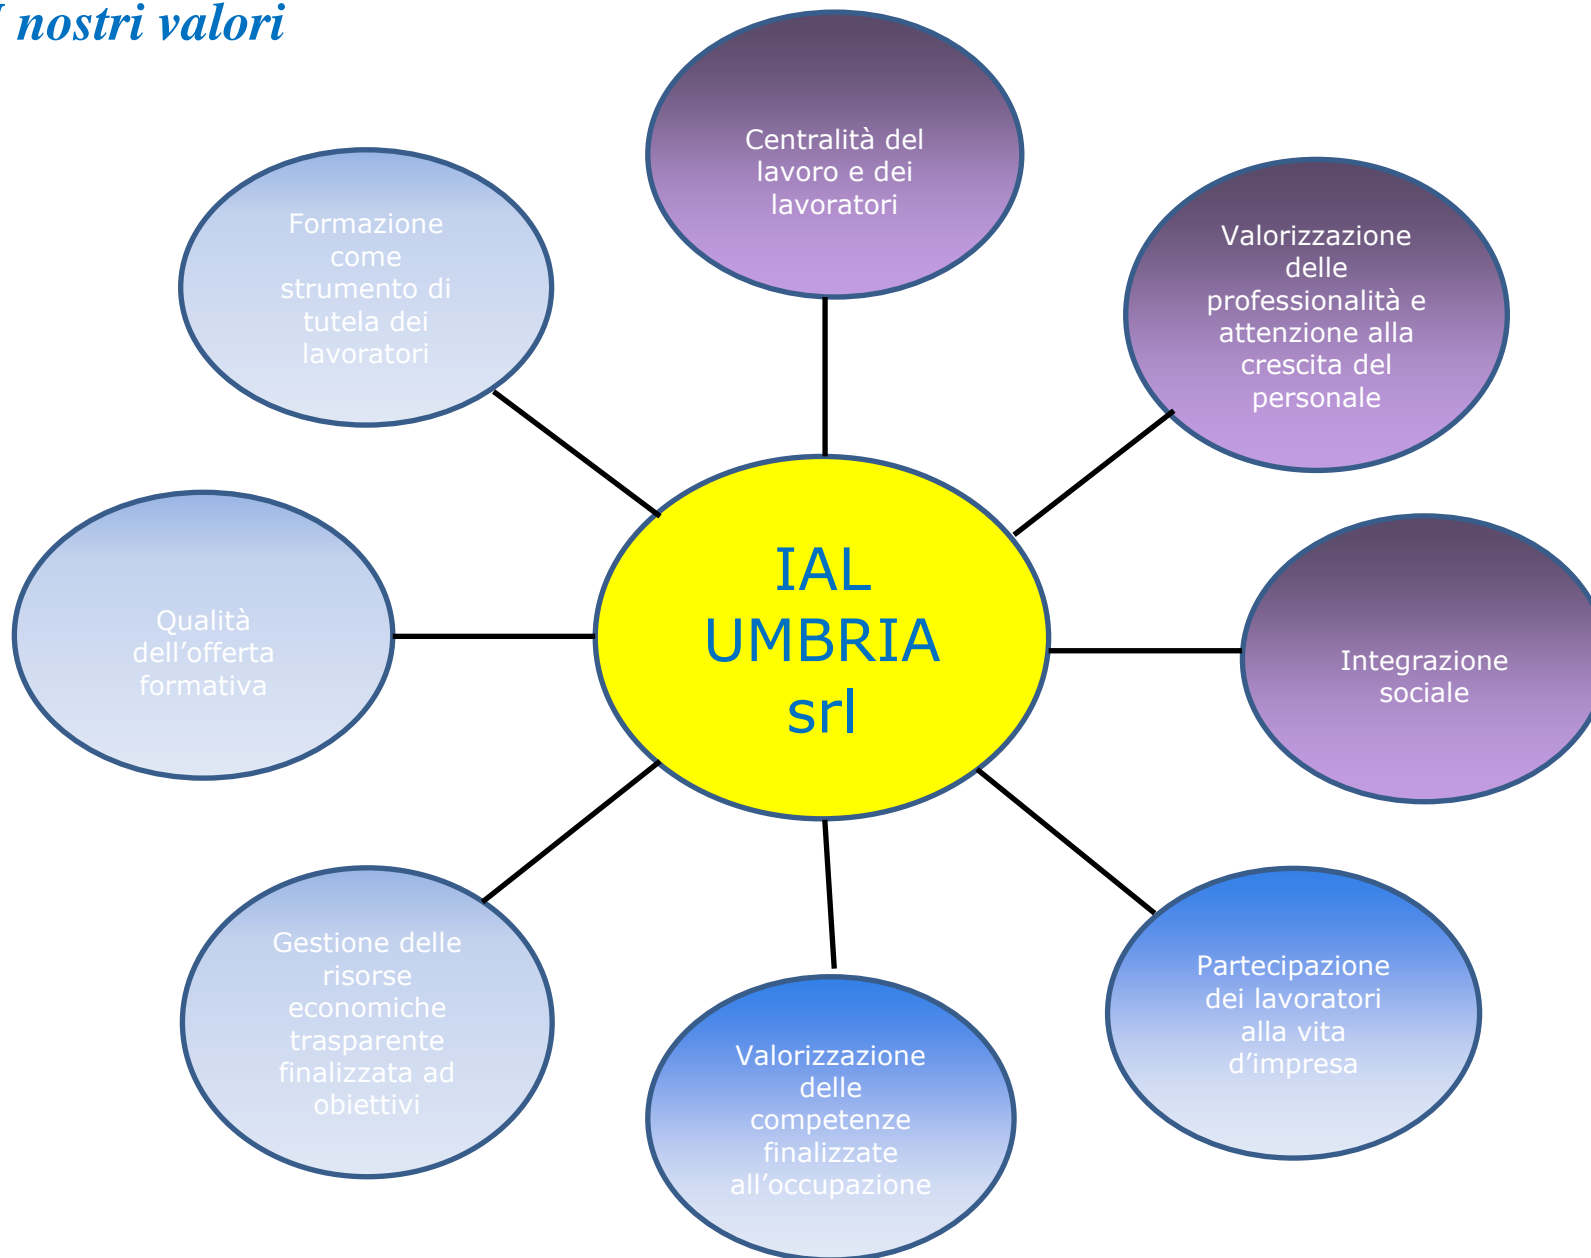 I nostri valori
Centralità del
lavoro e dei
lavoratori
Formazione
come
strumento di
tutela dei
lavoratori
Valorizzazione
delle
professionalità e
attenzione alla
crescita del
personale
IAL
UMBRIA
srl
Qualità
dell’offerta
formativa
Integrazione
sociale
Gestione delle
risorse
economiche
trasparente
finalizzata ad
obiettivi
Valorizzazione
delle
competenze
finalizzate
all’occupazione
Partecipazione
dei lavoratori
alla vita
d’impresa